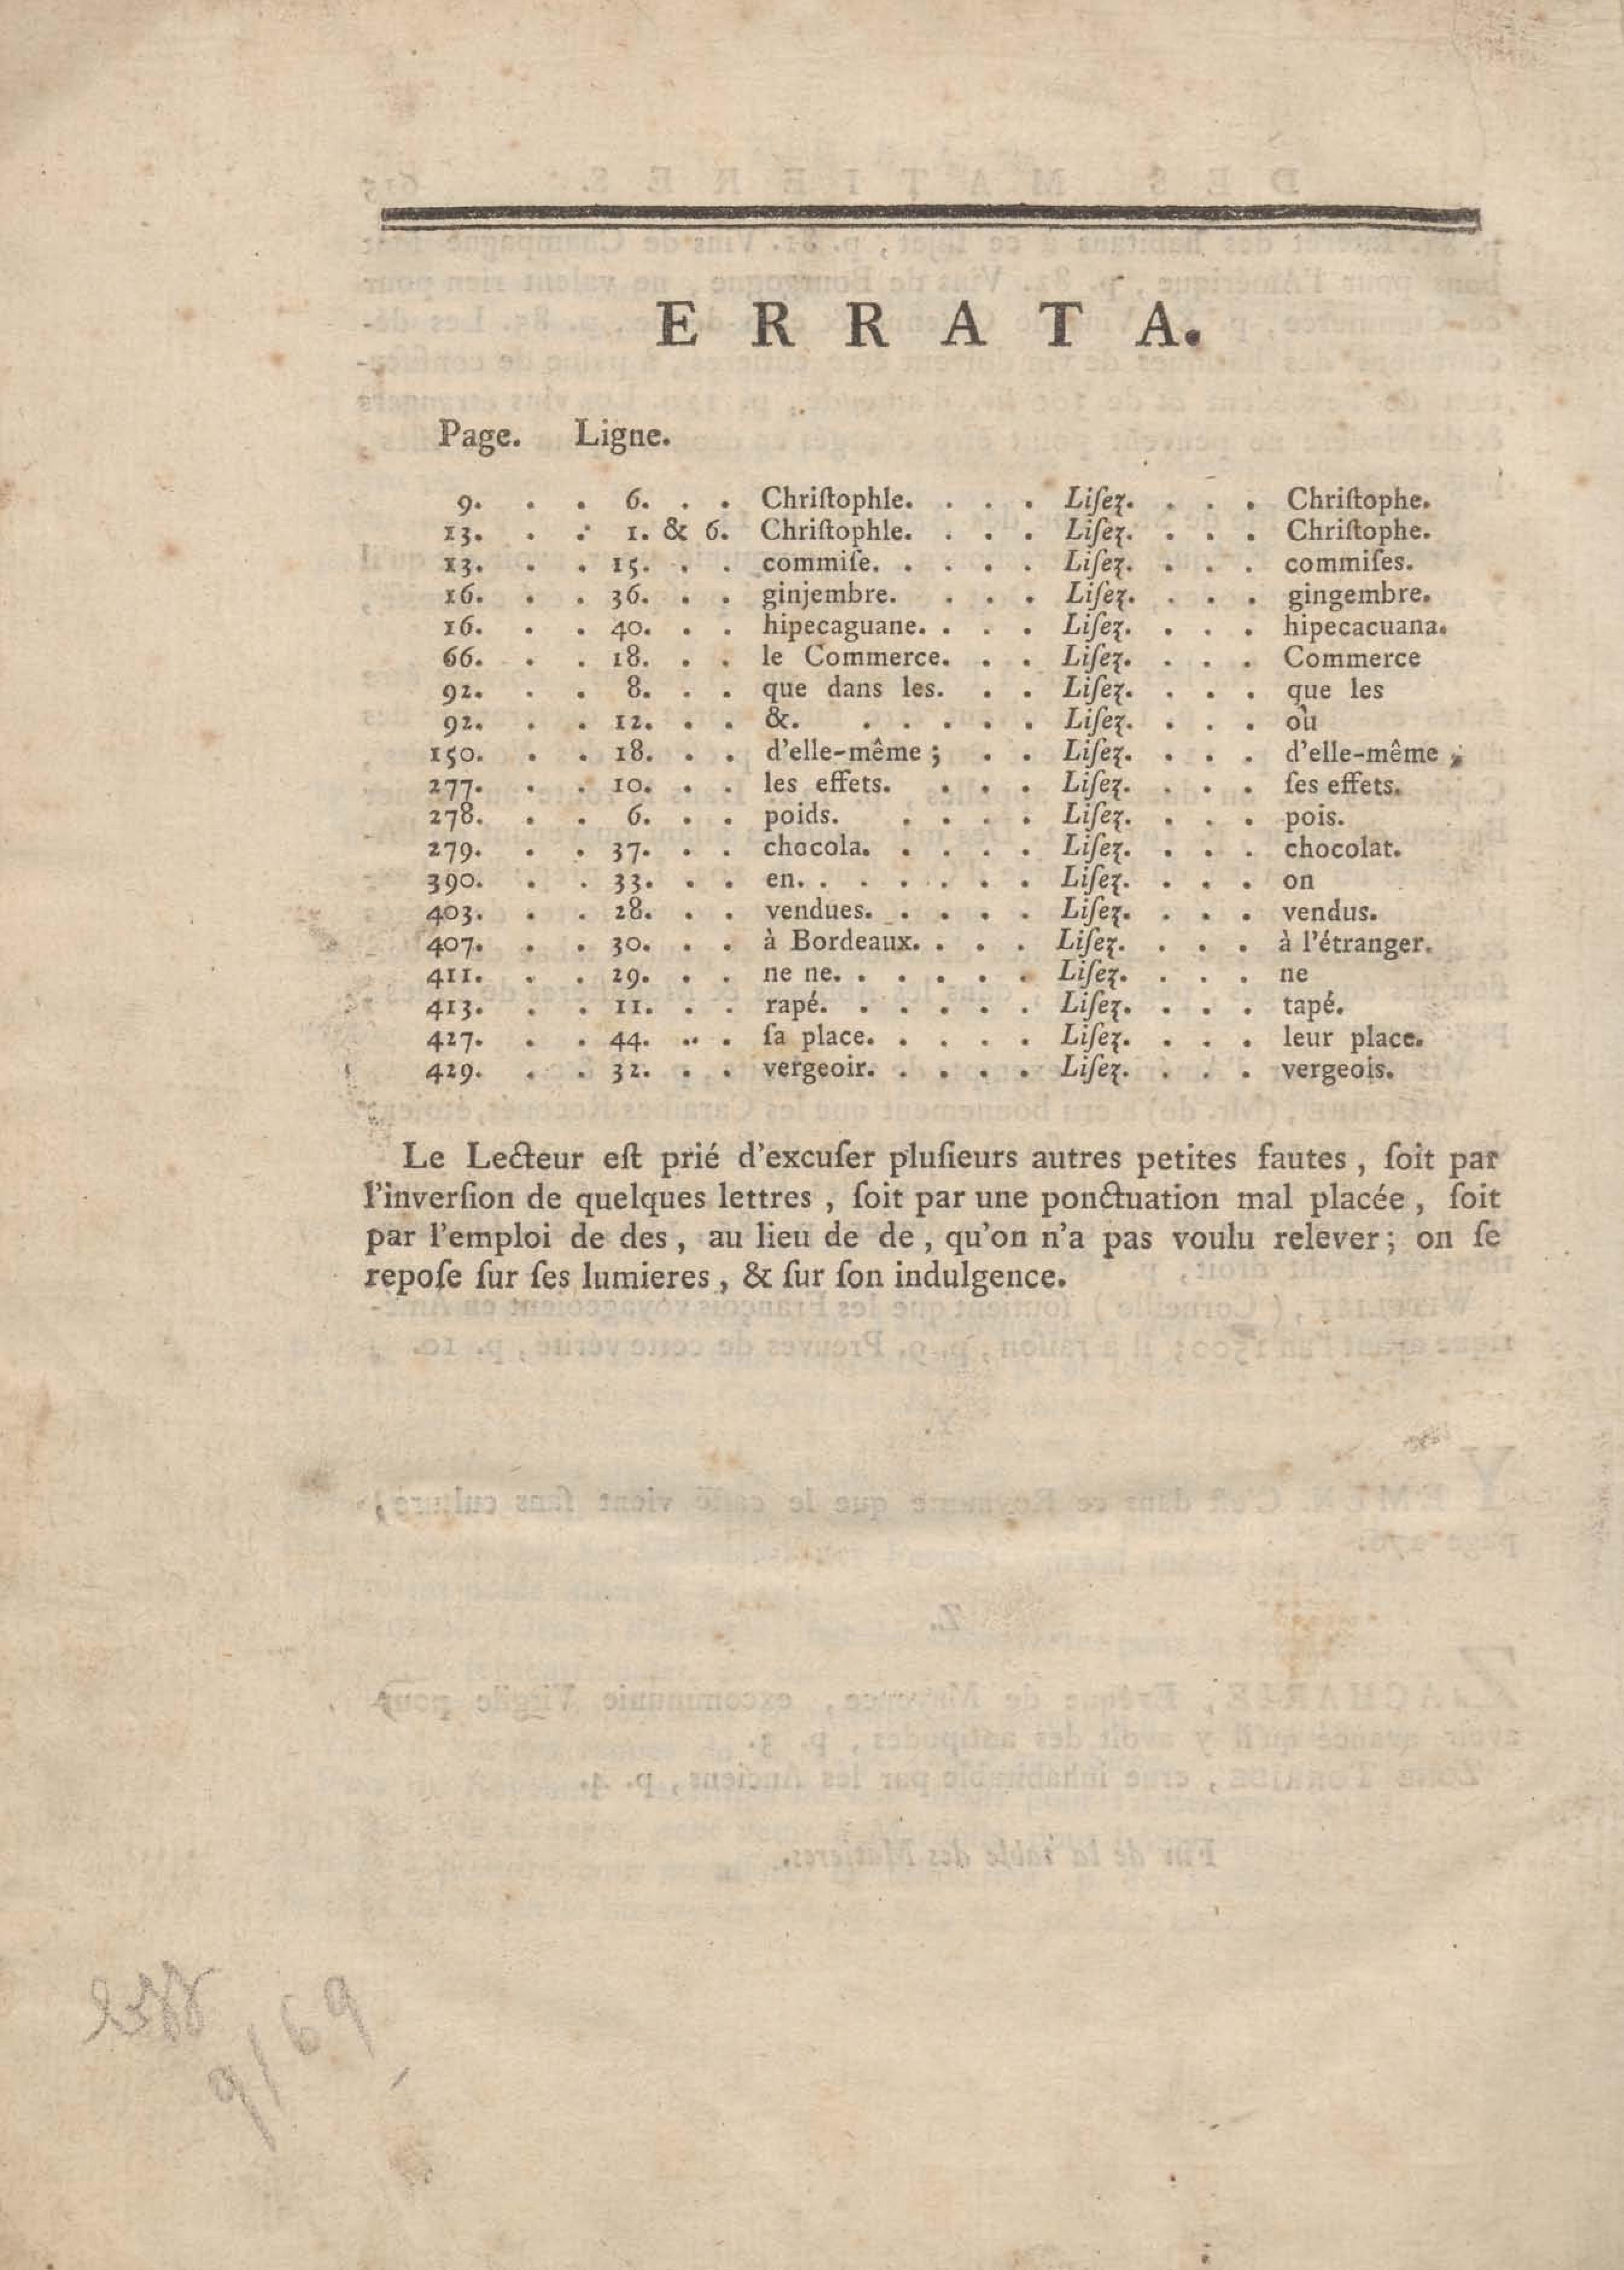 ERRATA.
Page. Ligne.
9. . . 6. . . Chriſtophle. . . . Liſez. . . . Chriſtophe.
13. . . 1. & 6. Chriſtophle. . . . Liſez. . . . Chriſtophe.
13. . . 15. . . commiſe. . . . . Liſez. . . . commiſes.
16. . . 36. . . ginjembre. . . . Liſez. . . . gingembre.
16. . . 40. . . hipecaguane. . . . Liſez. . . . hipecacuana.
66. . . 18. . . le Commerce. . . Liſez. . . . Commerce
92. . . 8. . . que dans les. . . Liſez. . . . que les
92. . . 12. . . &. . . . . . Liſez. . . . où
150. . . 18. . . d'elle-même ; . . Liſez. . . . d'elle-même ,
277. . . 10. . . les effets. . . . Liſez. . . . ſes effets.
278. . . 6. . . poids. . . . . Liſez. . . . pois.
279. . . 37. . . chocola. . . . . Liſez. . . . chocolat.
390. . . 33. . . en. . . . . . . Liſez. . . . on
403. . . 28. . . vendues. . . . . Liſez. . . . vendus.
407. . . 30. . . à Bordeaux. . . . Liſez. . . . à l'étranger.
411. . . 29. . . ne ne. . . . . . Liſez. . . . ne
413. . . 11. . . rapé. . . . . . Liſez. . . . tapé.
427. . . 44. . . ſa place. . . . . Liſez. . . . leur place.
429. . . 32. . . vergeoir. . . . . Liſez. . . . vergeois.
Le Lecteur eſt prié d'excuſer pluſieurs autres petites fautes , ſoit par
l'inverſion de quelques lettres , ſoit par une ponctuation mal placée , ſoit
par l'emploi de des , au lieu de de , qu'on n'a pas voulu relever ; on ſe
repoſe ſur ſes lumieres , & ſur ſon indulgence.
9/69